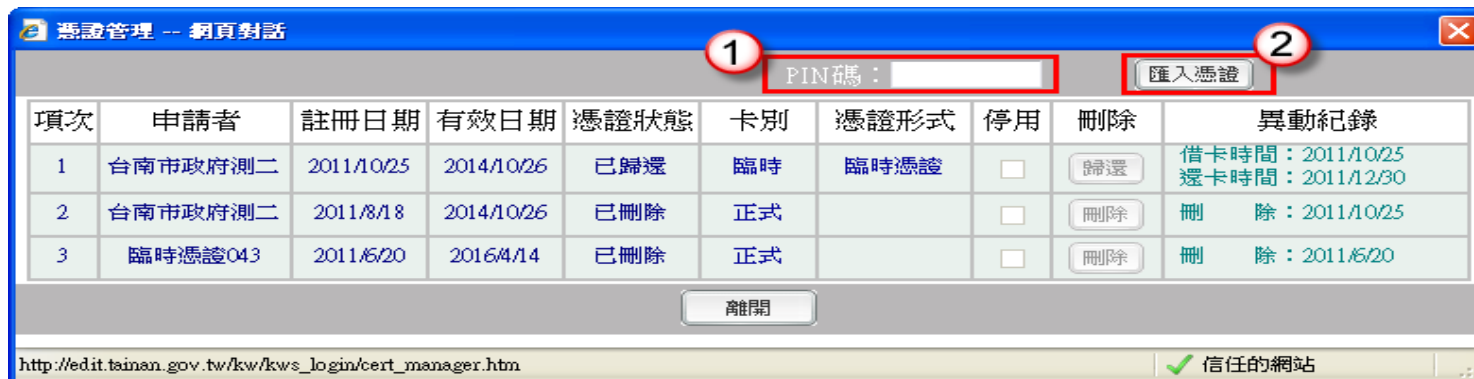 憑證管理 -- 網頁對話
1 2
PIN碼： 匯入憑證
項次 申請者 註冊日期 有效日期 憑證狀態 卡別 憑證形式 停用 刪除 異動紀錄
1 台南市政府測二 2011/10/25 2014/10/26 已歸還 臨時 臨時憑證 歸還 借卡時間：2011/10/25
還卡時間：2011/12/30
2 台南市政府測二 2011/8/18 2014/10/26 已刪除 正式 刪除 刪 除：2011/10/25
3 臨時憑證043 2011/6/20 2016/4/14 已刪除 正式 刪除 刪 除：2011/6/20
離開
http://edit.tainan.gov.tw/kw/kws_login/cert_manager.htm 信任的網站